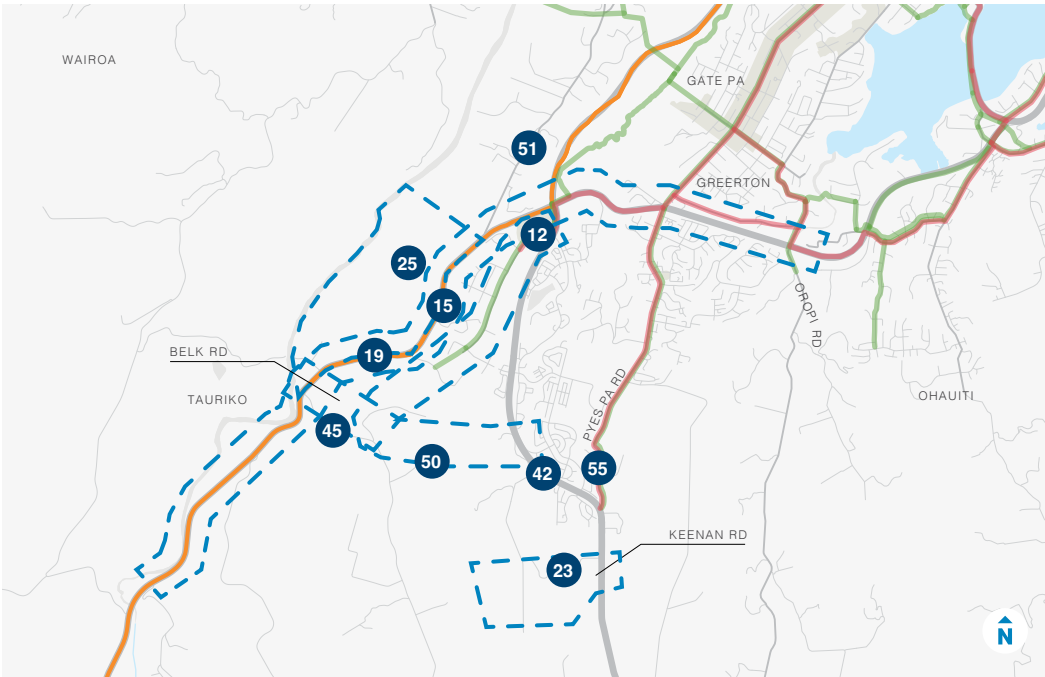 WAIROA
GATE PA
51
GREERTON
12
25
15
OROPI RD
BELK RD
19
PYES PA RD
TAURIKO
OHAUITI
45
50
42
55
KEENAN RD
23
N